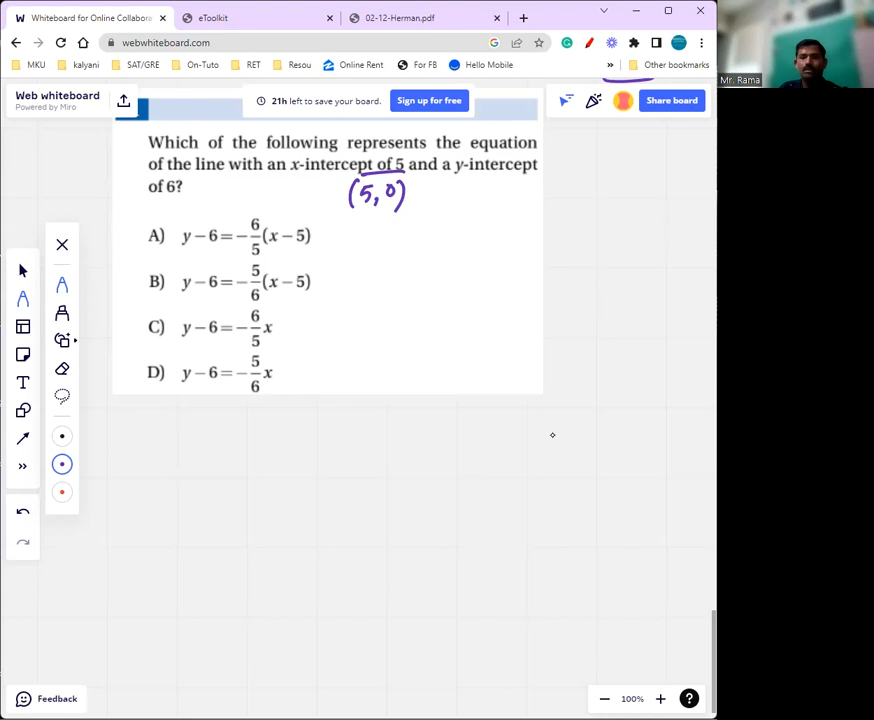 Whiteboard for Online Collabora
eToolkit
02-12-Herman.pdf
webwhiteboard.com
MKU
kalyani
SAT/GRE
On-Tuto
RET
Resou
Online Rent
For FB
Hello Mobile
»
Other bookmarks
Mr. Rama
Web whiteboard
Powered by Miro
21h left to save your board.
Sign up for free
Share board
Which of the following represents the equation
of the line with an x-intercept of 5 and a y-intercept
of 6?
(5, 0)
A) y − 6 = −6/5(x − 5)
B) y − 6 = −5/6(x − 5)
C) y − 6 = −6/5x
D) y − 6 = −5/6x
Feedback
100%